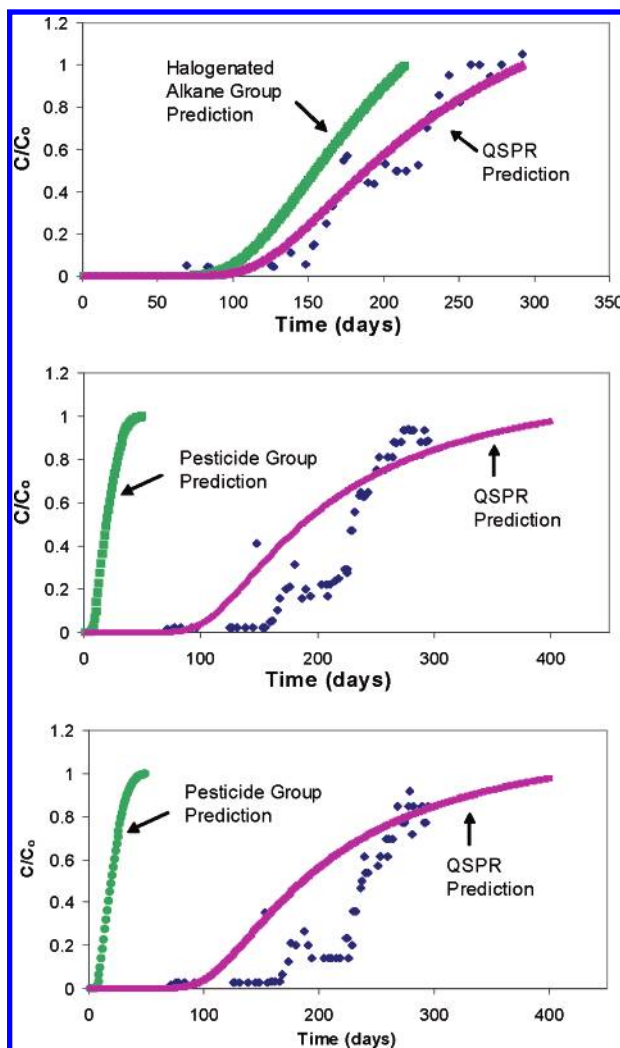 1.2
1
0.8
0.6
0.4
0.2
0
C/Co
Halogenated
Alkane Group
Prediction
QSPR
Prediction
0 50 100 150 200 250 300 350
Time (days)
1.2
1
0.8
0.6
0.4
0.2
0
C/Co
Pesticide Group
Prediction
QSPR
Prediction
0 100 200 300 400
Time (days)
1.2
1
0.8
0.6
0.4
0.2
0
C/Co
Pesticide Group
Prediction
QSPR
Prediction
0 100 200 300 400
Time (days)